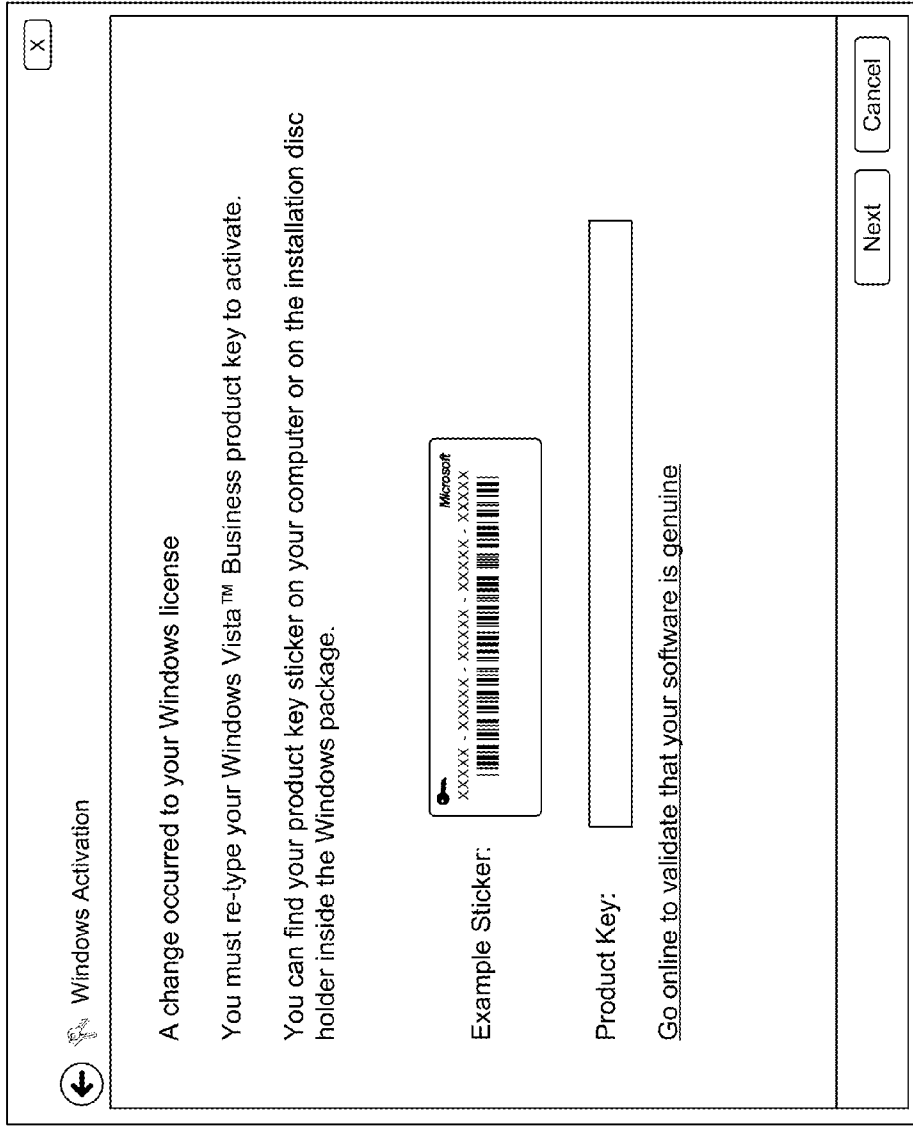 X
Windows Activation
A change occurred to your Windows license
You must re-type your Windows Vista™ Business product key to activate.
You can find your product key sticker on your computer or on the installation disc
holder inside the Windows package.
Microsoft
Example Sticker: XXXXX - XXXXX - XXXXX - XXXXX - XXXXX
Product Key:
Go online to validate that your software is genuine
Next Cancel